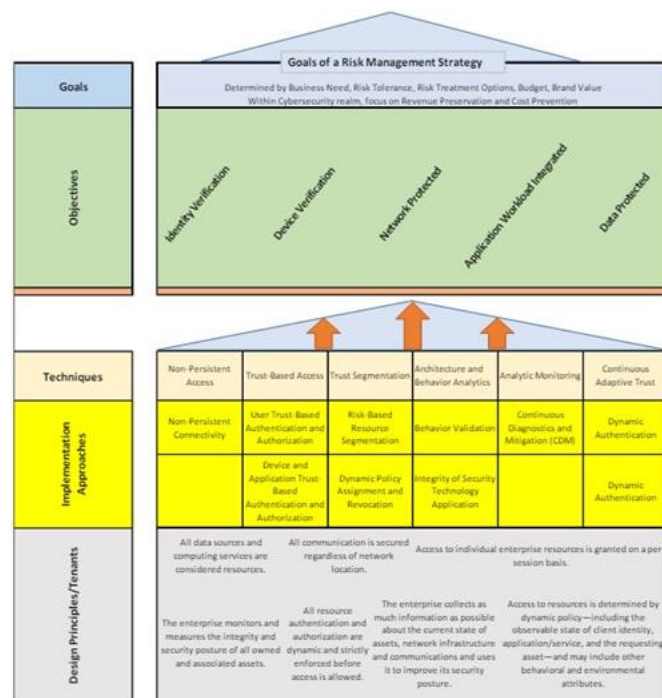 Goals of a Risk Management Strategy
Goals
Determined by Business Need, Risk Tolerance, Risk Treatment Options, Budget, Brand Value
Within Cybersecurity realm, focus on Revenue Preservation and Cost Prevention
Objectives
Identity Verification
Device Verification
Network Protected
Application Workload Integrated
Data Protected
Techniques
Non-Persistent
Access
Trust-Based Access
Trust Segmentation
Architecture and
Behavior Analytics
Analytic Monitoring
Continuous
Adaptive Trust
Implementation
Approaches
Non-Persistent
Connectivity
User Trust-Based
Authentication and
Authorization
Risk-Based
Resource
Segmentation
Behavior Validation
Continuous
Diagnostics and
Mitigation (CDM)
Dynamic
Authentication
Device and
Application Trust-
Based
Authentication and
Authorization
Dynamic Policy
Assignment and
Revocation
Integrity of Security
Technology
Application
Dynamic
Authentication
Design Principles/Tenants
All data sources and
computing services are
considered resources.
All communication is secured
regardless of network
location.
Access to individual enterprise resources is granted on a per-
session basis.
The enterprise monitors and
measures the integrity and
security posture of all owned
and associated assets.
All resource
authentication and
authorization are
dynamic and strictly
enforced before
access is allowed.
The enterprise collects as
much information as possible
about the current state of
assets, network infrastructure
and communications and uses
it to improve its security
posture.
Access to resources is determined by
dynamic policy—including the
observable state of client identity,
application/service, and the requesting
asset—and may include other
behavioral and environmental
attributes.